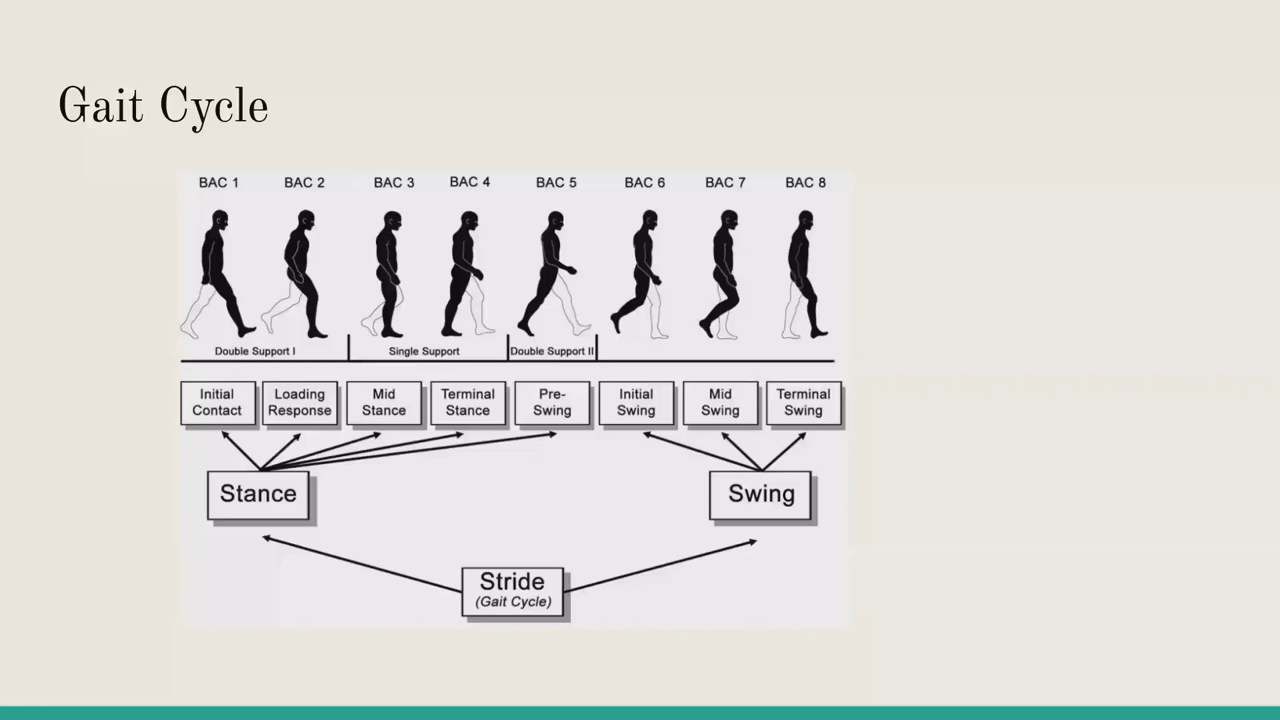 Gait Cycle
BAC 1 BAC 2 BAC 3 BAC 4 BAC 5 BAC 6 BAC 7 BAC 8
Double Support I Single Support Double Support II
Initial Contact
Loading Response
Mid Stance
Terminal Stance
Pre-Swing
Initial Swing
Mid Swing
Terminal Swing
Stance
Swing
Stride
(Gait Cycle)